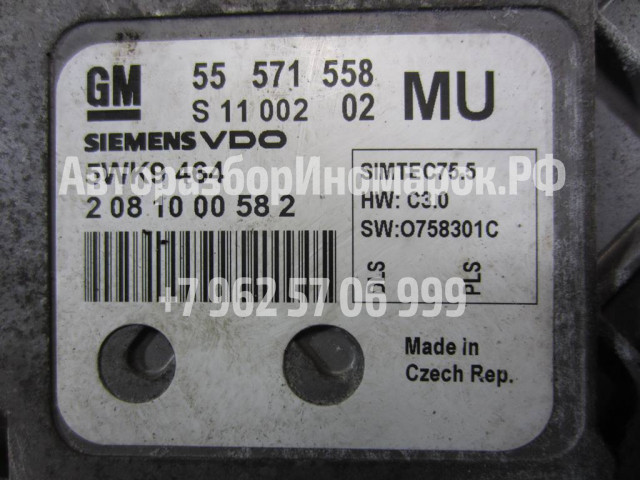 GM 55 571 558 MU
S 11 002 02
SIEMENS VDO
5WK9 464
2 08 10 00 58 2
SIMTEC75.5
HW: C3.0
SW:O758301C
DLS
PLS
Made in
Czech Rep.
АвторазборИномарок.РФ
+7 962 57 06 999